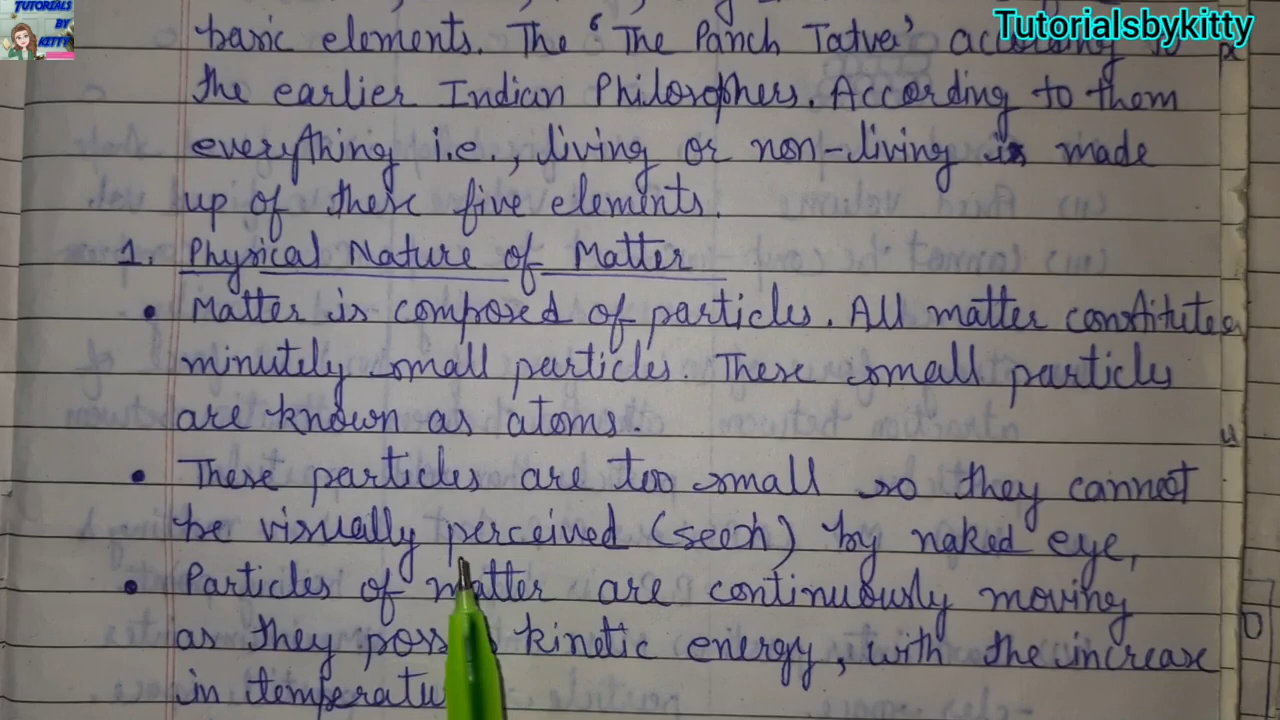 TUTORIALS
BY
KITTY
Tutorialsbykitty
basic elements. The ' The Panch Tatva' according to
the earlier Indian Philosophers. According to them
everything i.e., living or non-living is made
up of these five elements.
1. Physical Nature of Matter
• Matter is composed of particles. All matter constitutes
minutely small particles. These small particles
are known as atoms.
• These particles are too small so they cannot
be visually perceived (seen) by naked eye,
• Particles of matter are continuously moving
as they kinetic energy, with the increase
in